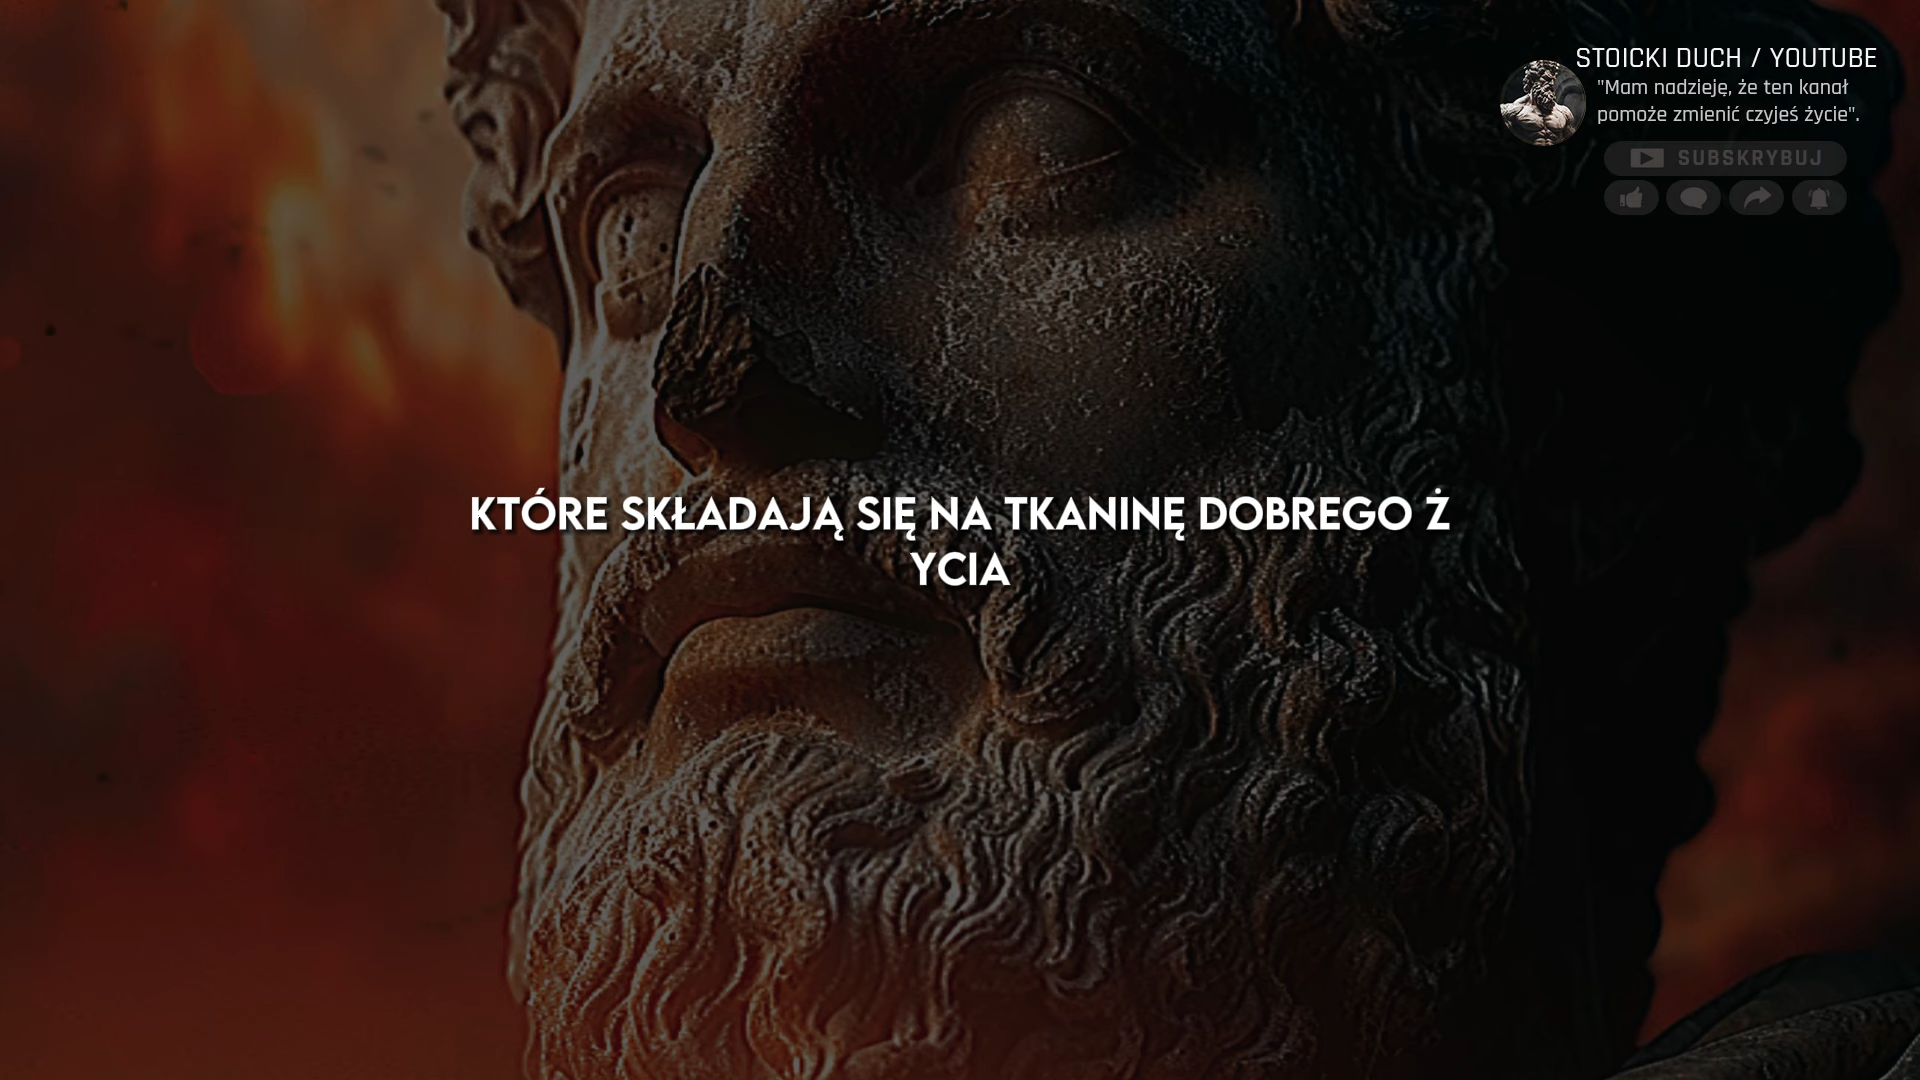 STOICKI DUCH / YOUTUBE
"Mam nadzieję, że ten kanał
pomoże zmienić czyjeś życie".
SUBSKRYBUJ
KTÓRE SKŁADAJĄ SIĘ NA TKANINĘ DOBREGO Ż
YCIA